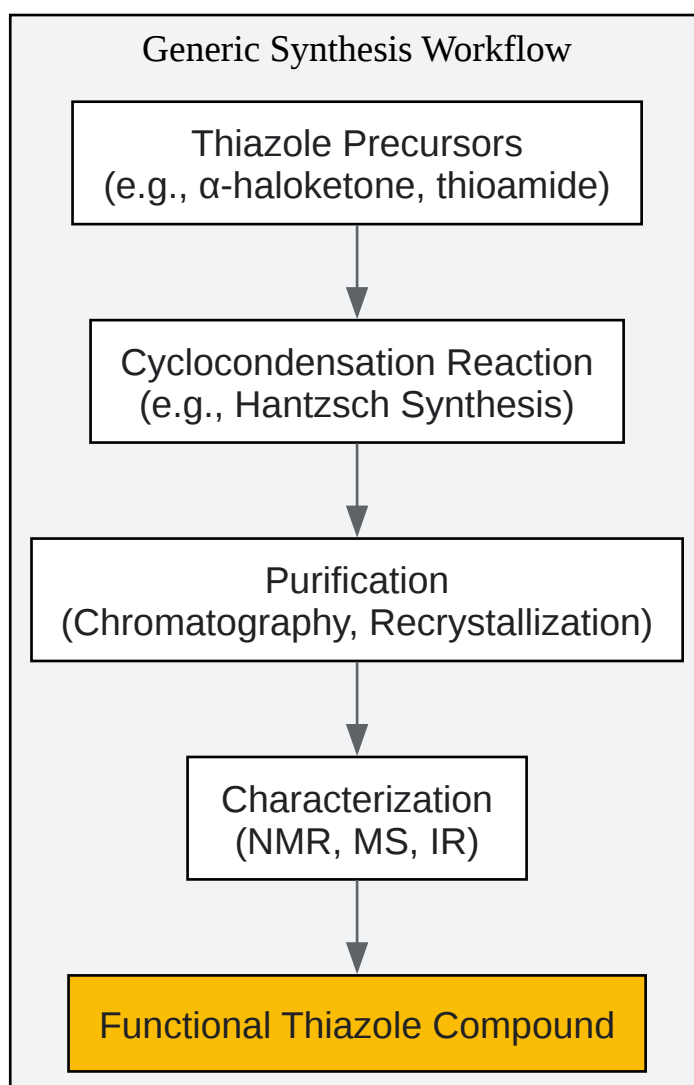 Generic Synthesis Workflow
Thiazole Precursors
(e.g., α-haloketone, thioamide)
Cyclocondensation Reaction
(e.g., Hantzsch Synthesis)
Purification
(Chromatography, Recrystallization)
Characterization
(NMR, MS, IR)
Functional Thiazole Compound